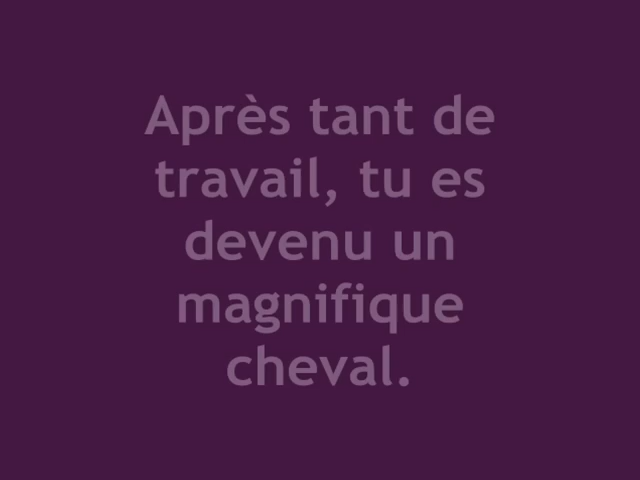 Après tant de
travail, tu es
devenu un
magnifique
cheval.